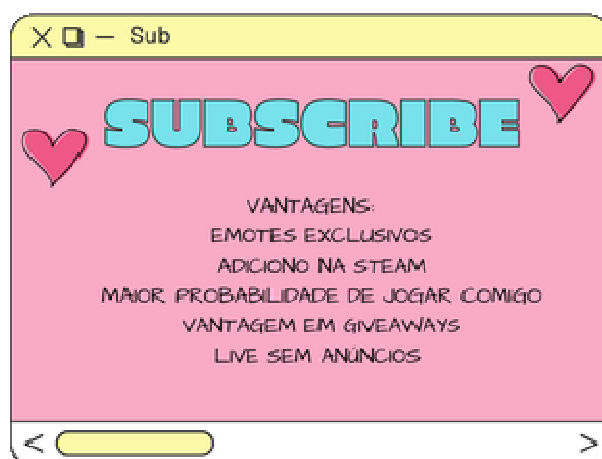 Sub
SUBSCRIBE
VANTAGENS:
EMOTES EXCLUSIVOS
ADICIONO NA STEAM
MAIOR PROBABILIDADE DE JOGAR COMIGO
VANTAGEM EM GIVEAWAYS
LIVE SEM ANÚNCIOS